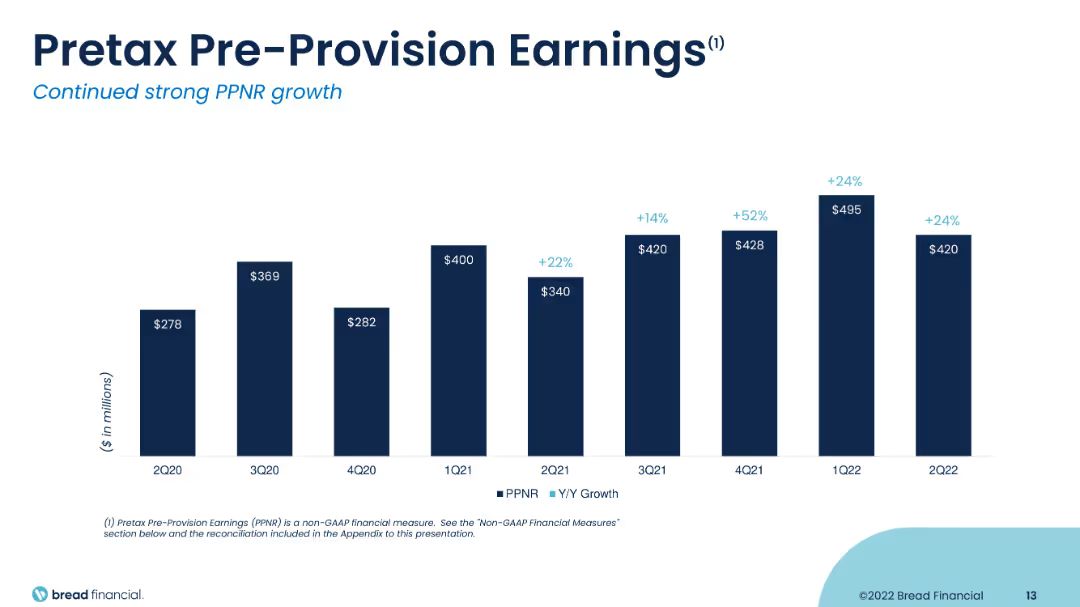 Pretax Pre-Provision Earnings(1)
Continued strong PPNR growth
+24%
+14%
+52%
+24%
+22%
$495
$420
$428
$420
$400
$369
$340
$278
$282
($ in millions)
2Q20 3Q20 4Q20 1Q21 2Q21 3Q21 4Q21 1Q22 2Q22
PPNR Y/Y Growth
(1) Pretax Pre-Provision Earnings (PPNR) is a non-GAAP financial measure. See the "Non-GAAP Financial Measures"
section below and the reconciliation included in the Appendix to this presentation.
bread financial.
©2022 Bread Financial 13